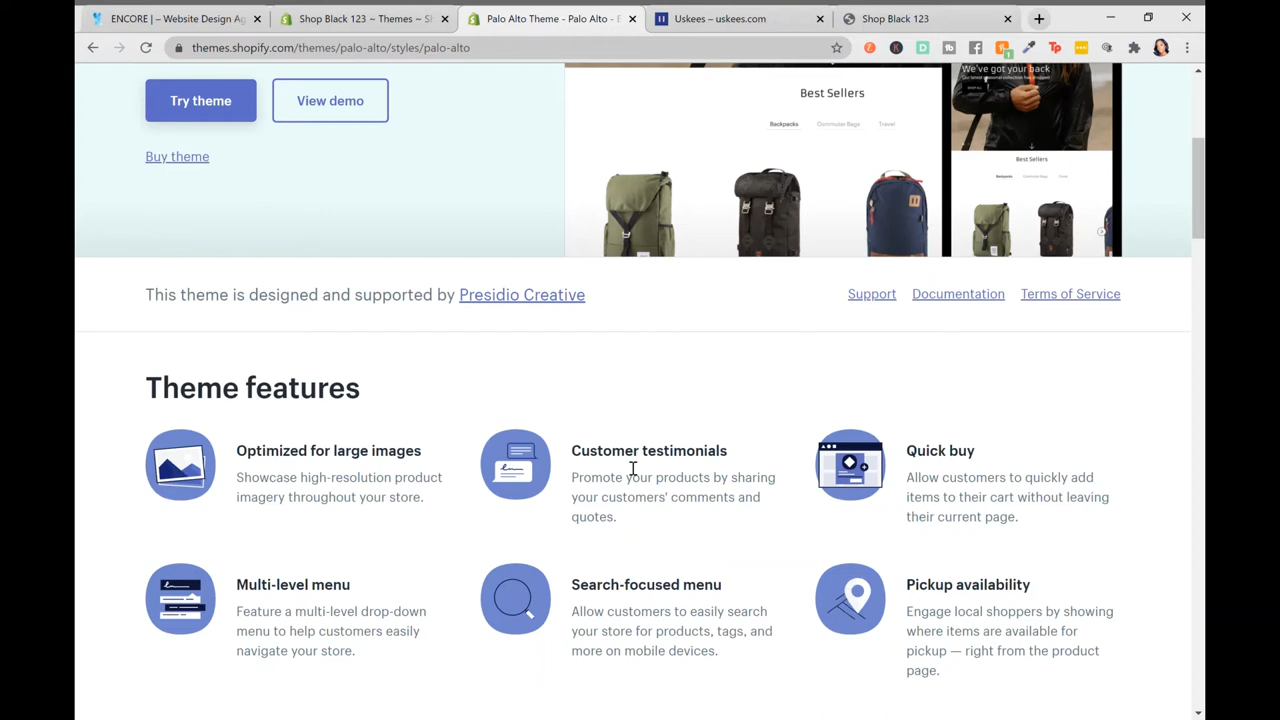 ENCORE | – Website Design Ag
Shop Black 123 ~ Themes ~ Sh
Palo Alto Theme - Palo Alto - E
Uskees – uskees.com
Shop Black 123
themes.shopify.com/themes/palo-alto/styles/palo-alto
Try theme
View demo
Buy theme
Best Sellers
Backpacks
Commuter Bags
Travel
We've got your back
SHOP ALL
Best Sellers
Backpacks
Commuter Bags
This theme is designed and supported by Presidio Creative
Support
Documentation
Terms of Service
Theme features
Optimized for large images
Showcase high-resolution product
imagery throughout your store.
Customer testimonials
Promote your products by sharing
your customers' comments and
quotes.
Quick buy
Allow customers to quickly add
items to their cart without leaving
their current page.
Multi-level menu
Feature a multi-level drop-down
menu to help customers easily
navigate your store.
Search-focused menu
Allow customers to easily search
your store for products, tags, and
more on mobile devices.
Pickup availability
Engage local shoppers by showing
where items are available for
pickup — right from the product
page.